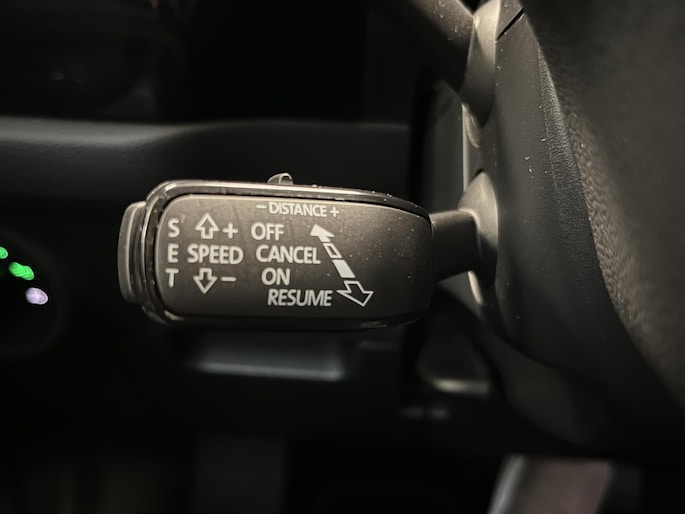 − DISTANCE +
S + OFF
E SPEED CANCEL
T − ON
RESUME